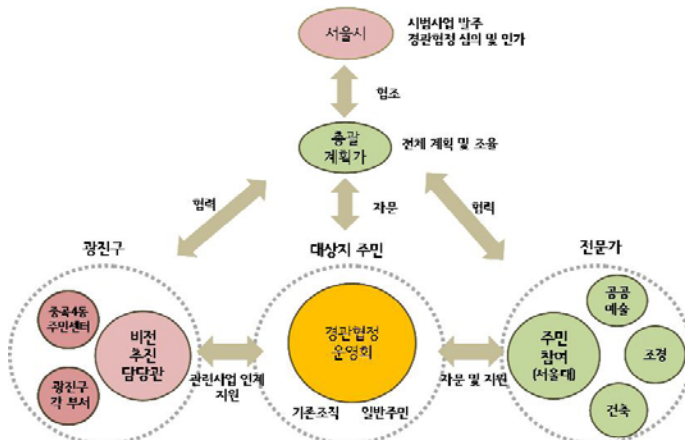 서울시
시범사업 발주
경관협정 심의 및 인가
협조
총괄
계획가
전체 계획 및 조율
협력
자문
협력
광진구
대상지 주민
전문가
중곡4동
주민센터
비전
추진
담당관
광진구
각 부서
경관협정
운영회
기존조직
일반주민
관련사업 연계
지원
자문 및 지원
주민
참여
(서울대)
공공
예술
조경
건축